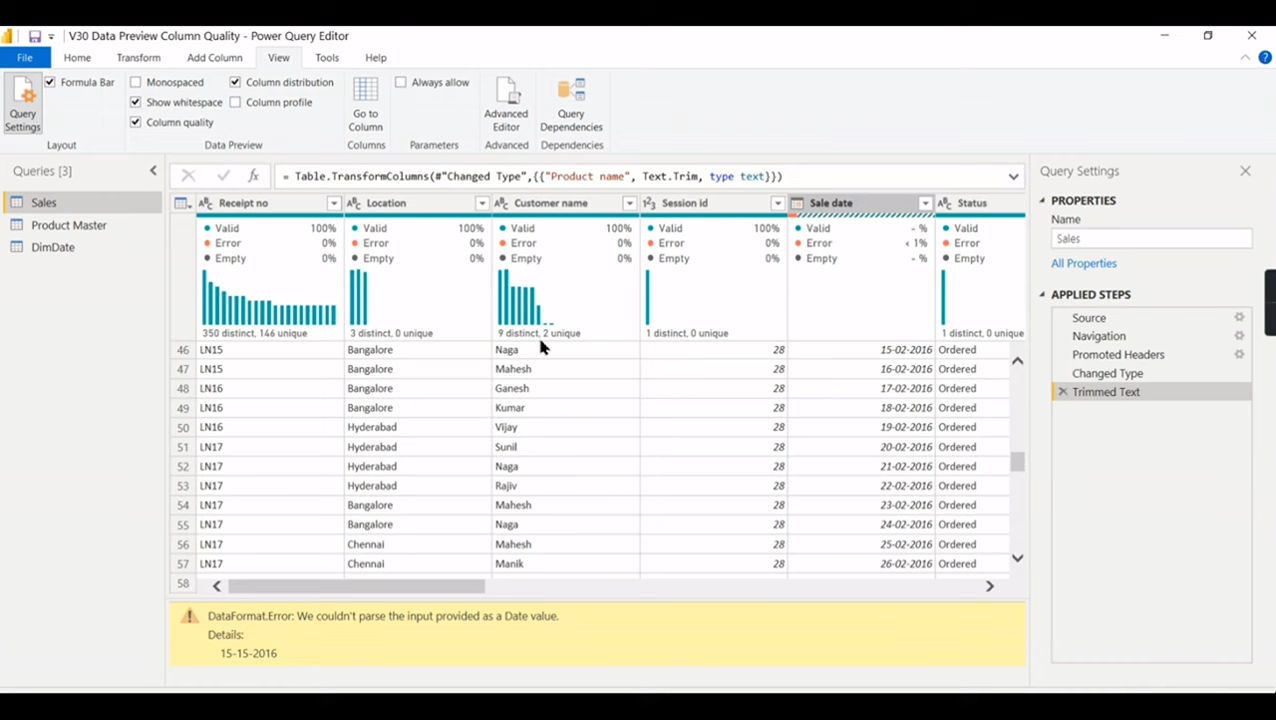 V30 Data Preview Column Quality - Power Query Editor
File Home Transform Add Column View Tools Help
Query Settings
Formula Bar
Monospaced
Show whitespace
Column quality
Column distribution
Column profile
Go to Column
Always allow
Advanced Editor
Query Dependencies
Layout Data Preview Columns Parameters Advanced Dependencies
Queries [3]
Sales
Product Master
DimDate
fx = Table.TransformColumns(#"Changed Type",{{"Product name", Text.Trim, type text}})
ABC Receipt no ABC Location ABC Customer name 123 Session id Sale date ABC Status
Valid 100% Valid 100% Valid 100% Valid 100% Valid - % Valid
Error 0% Error 0% Error 0% Error 0% Error < 1% Error
Empty 0% Empty 0% Empty 0% Empty 0% Empty - % Empty
350 distinct, 146 unique 3 distinct, 0 unique 9 distinct, 2 unique 1 distinct, 0 unique 1 distinct, 0 unique
46 LN15 Bangalore Naga 28 15-02-2016 Ordered
47 LN15 Bangalore Mahesh 28 16-02-2016 Ordered
48 LN16 Bangalore Ganesh 28 17-02-2016 Ordered
49 LN16 Bangalore Kumar 28 18-02-2016 Ordered
50 LN16 Hyderabad Vijay 28 19-02-2016 Ordered
51 LN17 Hyderabad Sunil 28 20-02-2016 Ordered
52 LN17 Hyderabad Naga 28 21-02-2016 Ordered
53 LN17 Hyderabad Rajiv 28 22-02-2016 Ordered
54 LN17 Bangalore Mahesh 28 23-02-2016 Ordered
55 LN17 Bangalore Naga 28 24-02-2016 Ordered
56 LN17 Chennai Mahesh 28 25-02-2016 Ordered
57 LN17 Chennai Manik 28 26-02-2016 Ordered
58
DataFormat.Error: We couldn't parse the input provided as a Date value.
Details:
15-15-2016
Query Settings
PROPERTIES
Name
Sales
All Properties
APPLIED STEPS
Source
Navigation
Promoted Headers
Changed Type
Trimmed Text